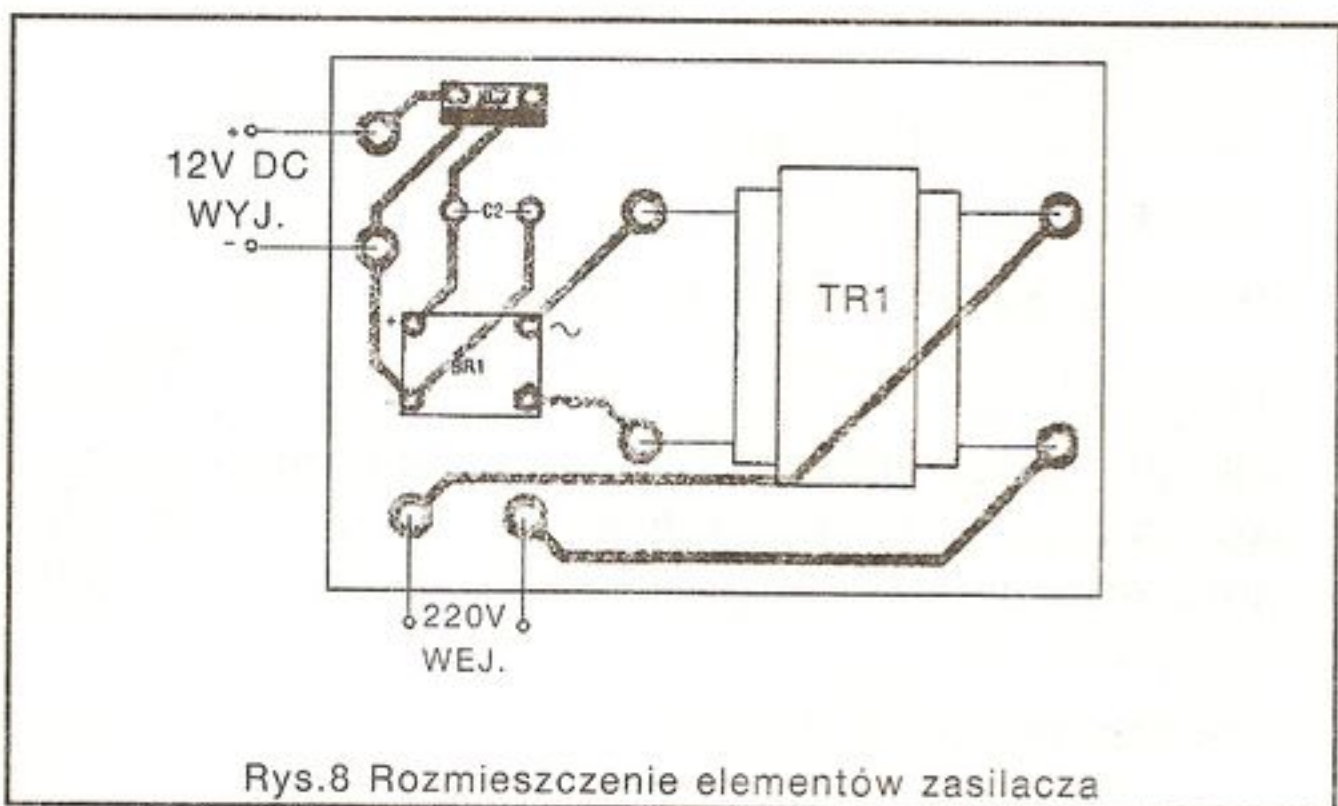 +
12V DC
WYJ.
-
C2
+
~
BR1
-
TR1
220V
WEJ.
Rys.8 Rozmieszczenie elementów zasilacza